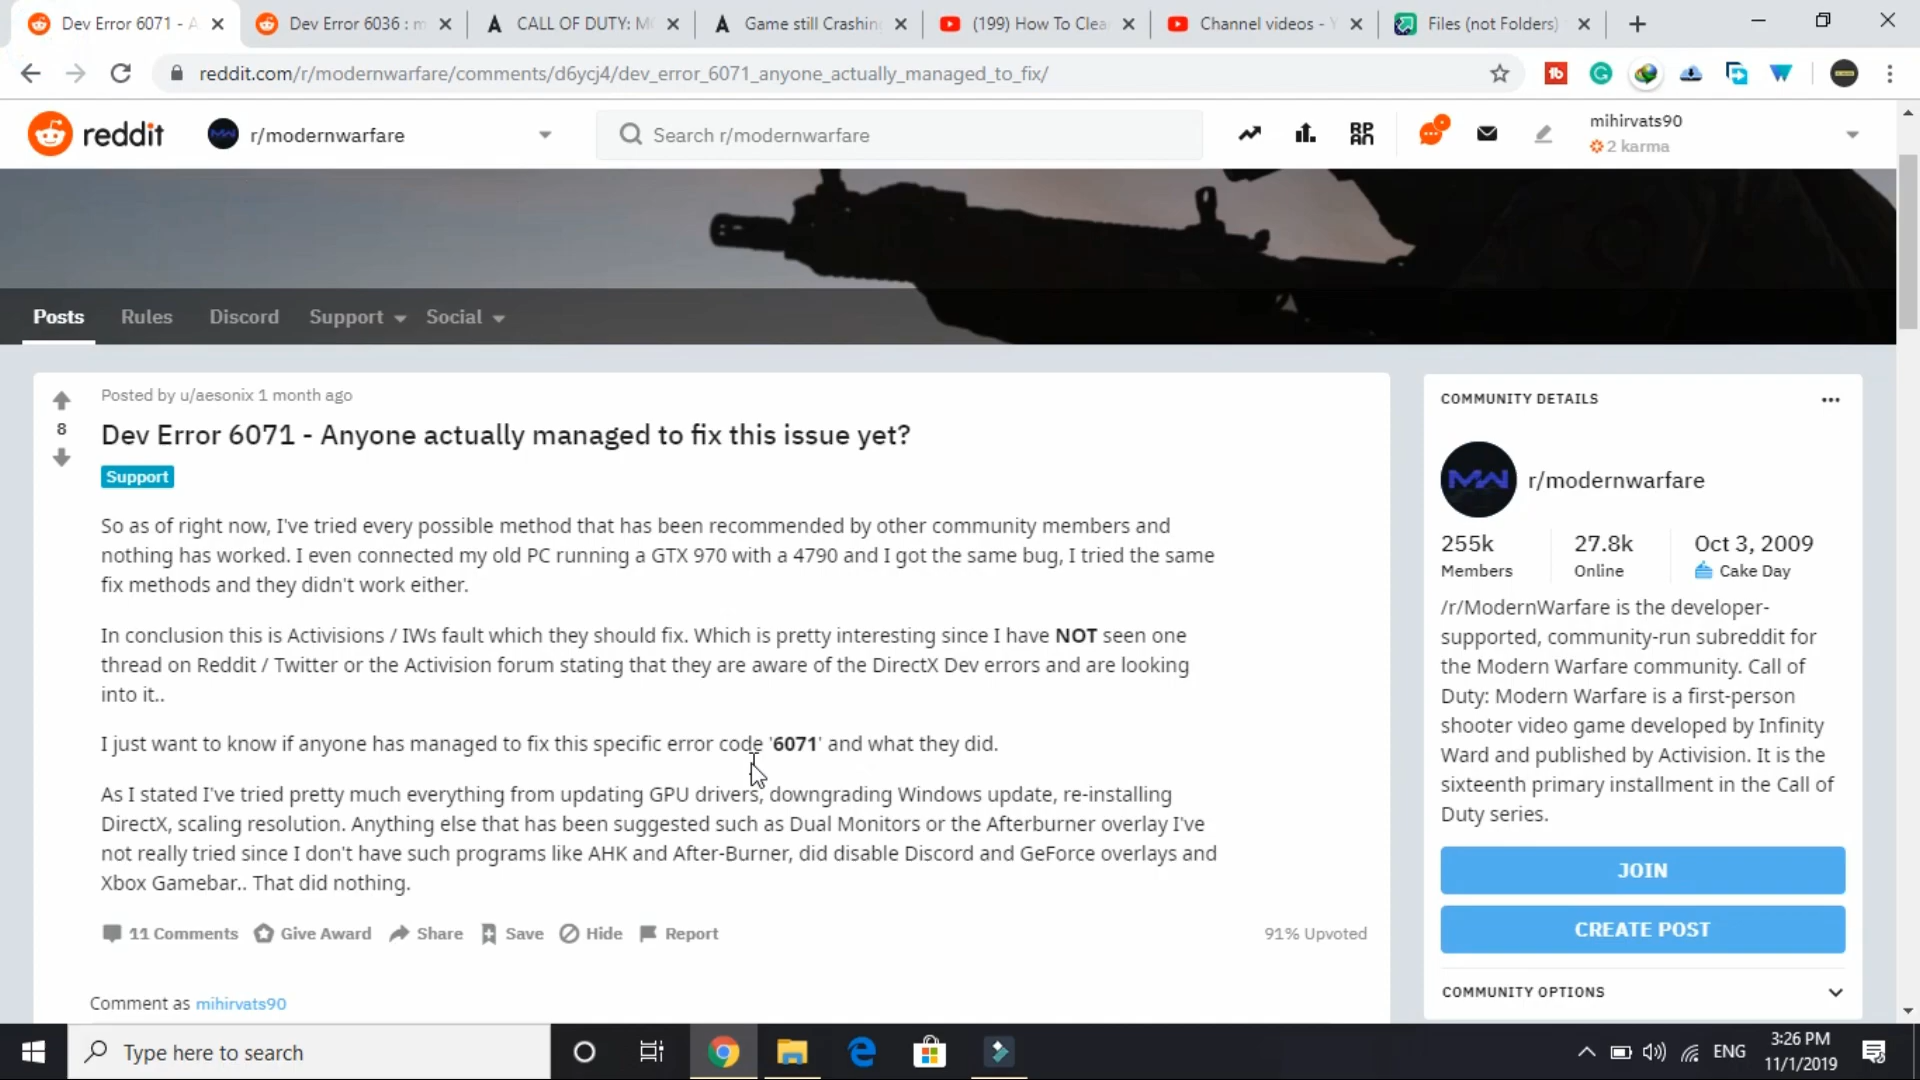 Dev Error 6071 - A
Dev Error 6036 : m
CALL OF DUTY: M
Game still Crashin
(199) How To Clea
Channel videos - Y
Files (not Folders)
reddit.com/r/modernwarfare/comments/d6ycj4/dev_error_6071_anyone_actually_managed_to_fix/
reddit
r/modernwarfare
Search r/modernwarfare
RPAN
mihirvats90
2 karma
Posts
Rules
Discord
Support
Social
Posted by u/aesonix 1 month ago
8
Dev Error 6071 - Anyone actually managed to fix this issue yet?
Support
So as of right now, I've tried every possible method that has been recommended by other community members and
nothing has worked. I even connected my old PC running a GTX 970 with a 4790 and I got the same bug, I tried the same
fix methods and they didn't work either.
In conclusion this is Activisions / IWs fault which they should fix. Which is pretty interesting since I have NOT seen one
thread on Reddit / Twitter or the Activision forum stating that they are aware of the DirectX Dev errors and are looking
into it..
I just want to know if anyone has managed to fix this specific error code '6071' and what they did.
As I stated I've tried pretty much everything from updating GPU drivers, downgrading Windows update, re-installing
DirectX, scaling resolution. Anything else that has been suggested such as Dual Monitors or the Afterburner overlay I've
not really tried since I don't have such programs like AHK and After-Burner, did disable Discord and GeForce overlays and
Xbox Gamebar.. That did nothing.
11 Comments
Give Award
Share
Save
Hide
Report
91% Upvoted
Comment as mihirvats90
COMMUNITY DETAILS
MW
r/modernwarfare
255k
27.8k
Oct 3, 2009
Members
Online
Cake Day
/r/ModernWarfare is the developer-
supported, community-run subreddit for
the Modern Warfare community. Call of
Duty: Modern Warfare is a first-person
shooter video game developed by Infinity
Ward and published by Activision. It is the
sixteenth primary installment in the Call of
Duty series.
JOIN
CREATE POST
COMMUNITY OPTIONS
Type here to search
ENG
3:26 PM
11/1/2019